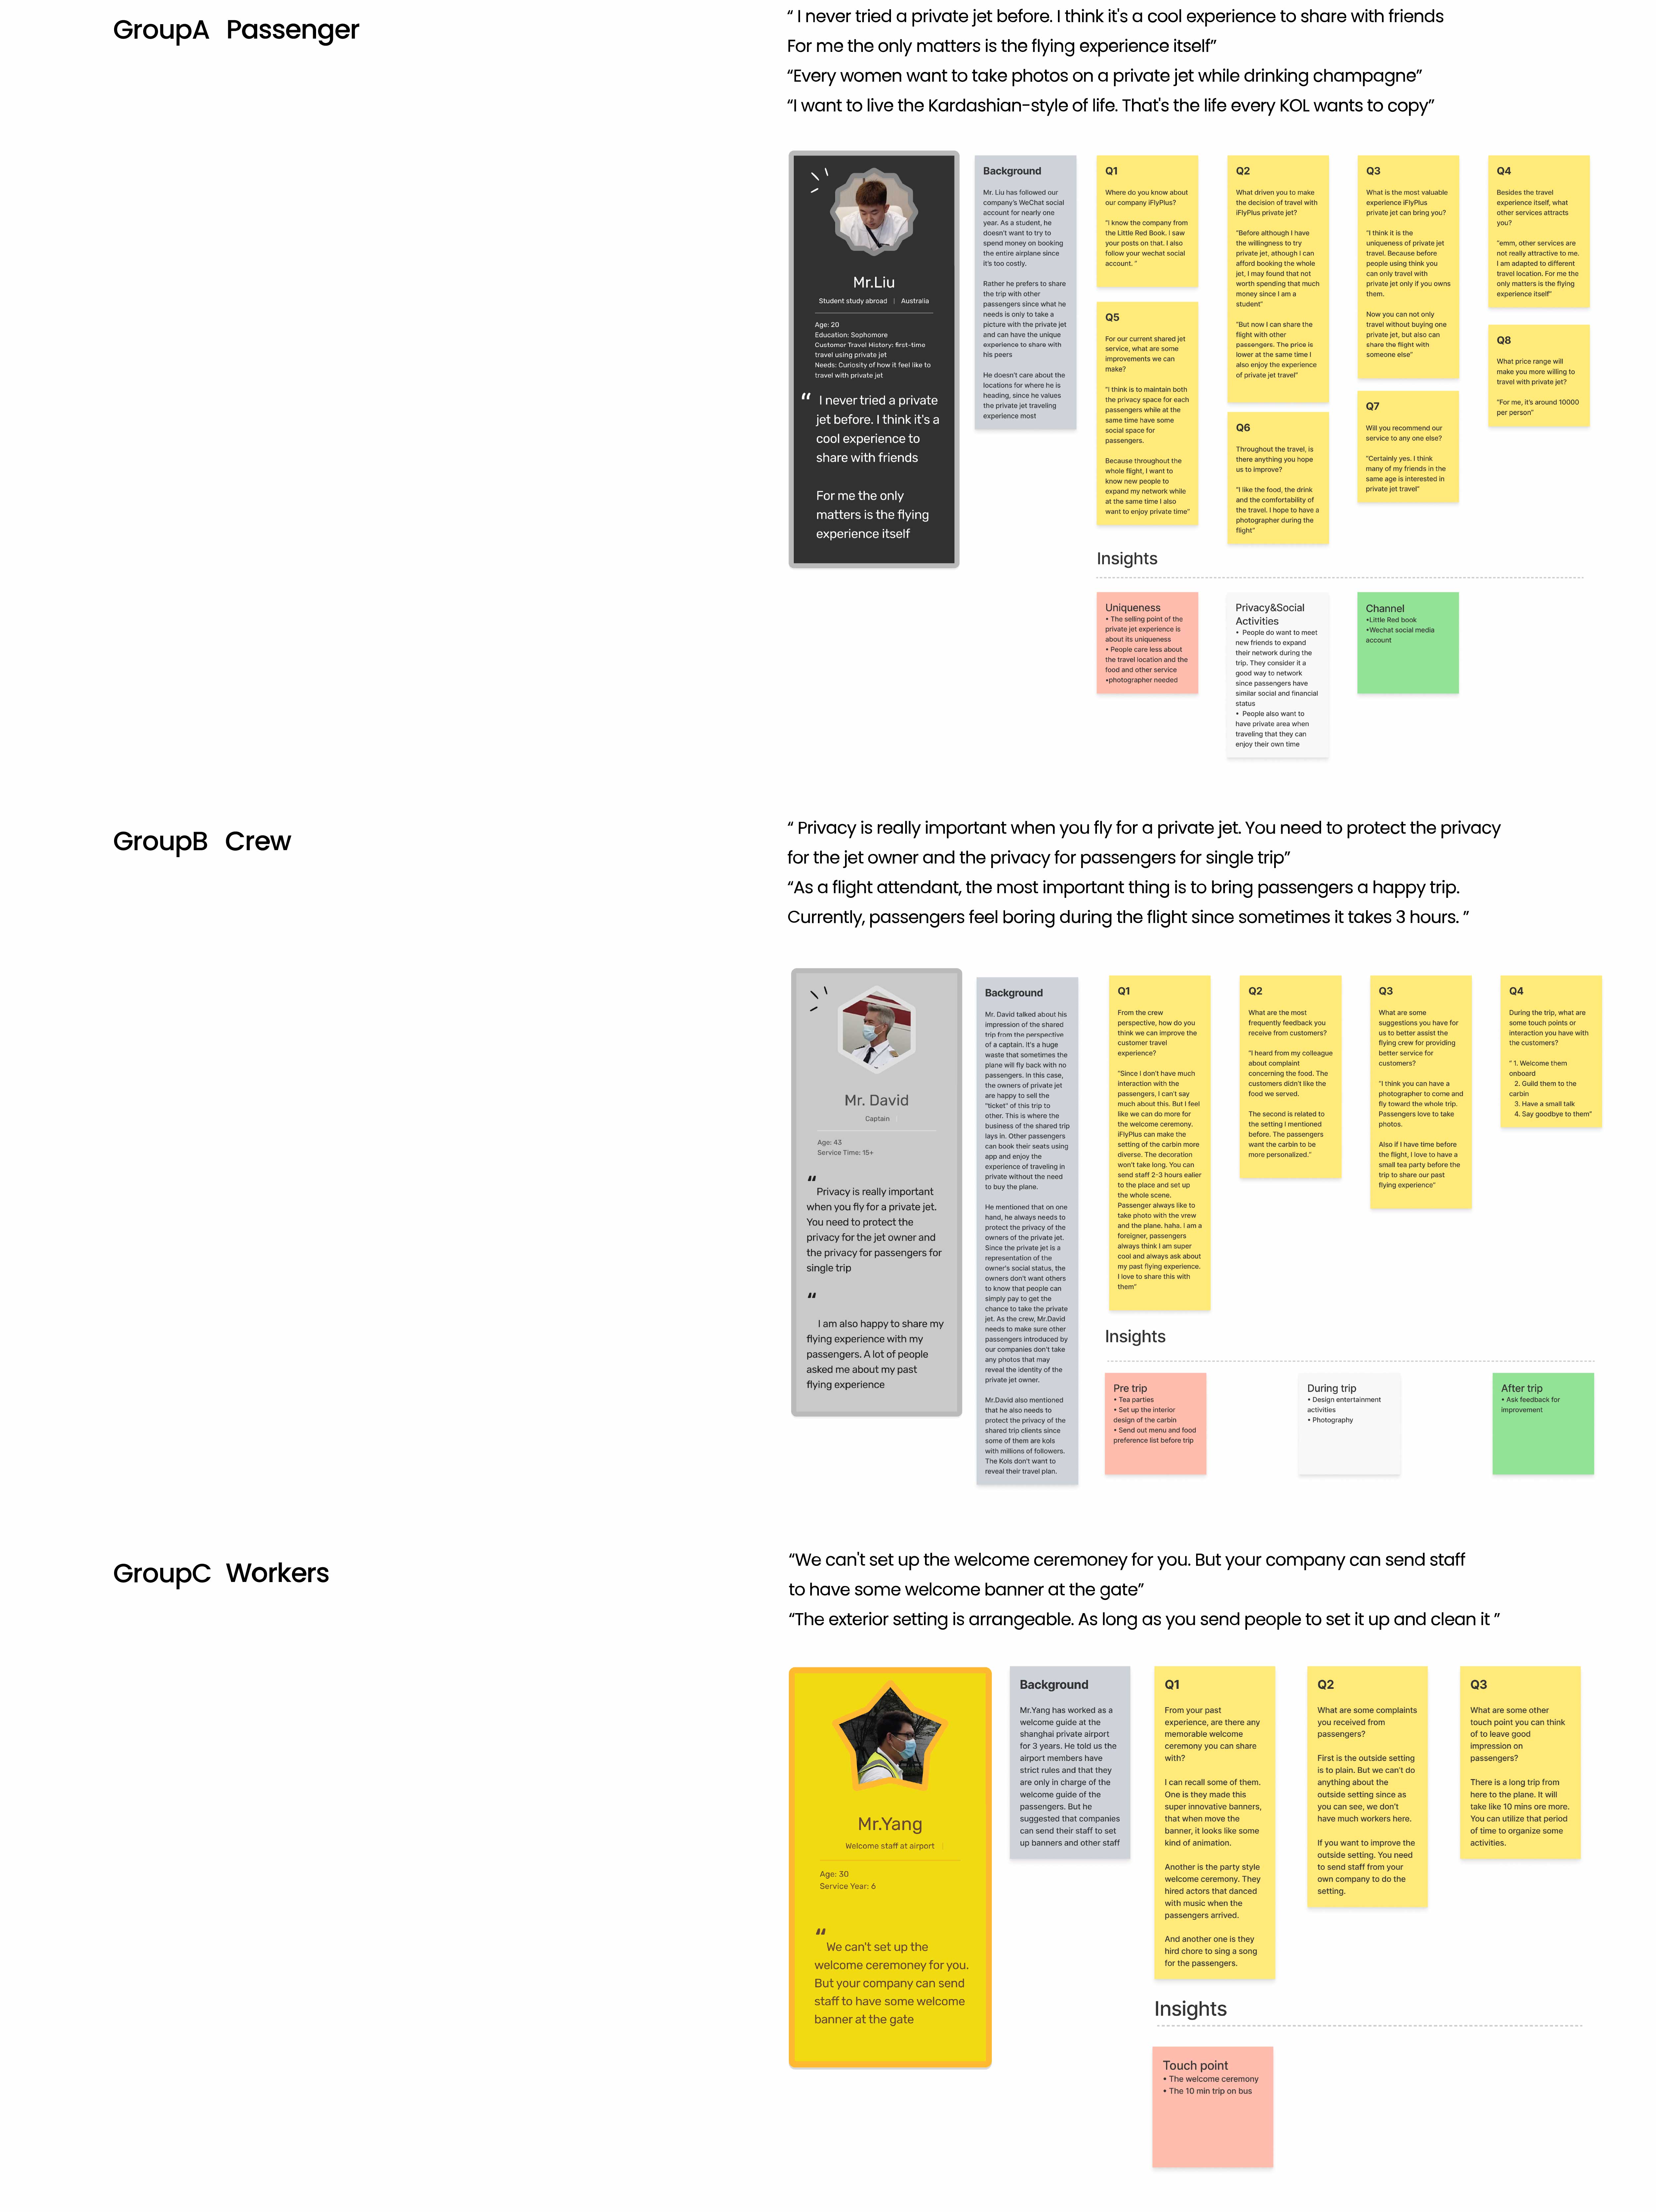 GroupA Passenger
“ I never tried a private jet before. I think it's a cool experience to share with friends
For me the only matters is the flying experience itself”
“Every women want to take photos on a private jet while drinking champagne”
“I want to live the Kardashian-style of life. That's the life every KOL wants to copy”
Mr.Liu
Student study abroad | Australia
Age: 20
Education: Sophomore
Customer Travel History: first-time
travel using private jet
Needs: Curiosity of how it feel like to
travel with private jet
“ I never tried a private
jet before. I think it's a
cool experience to
share with friends
For me the only
matters is the flying
experience itself
Background
Mr. Liu has followed our
company's WeChat social
account for nearly one
year. As a student, he
doesn't want to try to
spend money on booking
the entire airplane since
it's too costly.
Rather he prefers to share
the trip with other
passengers since what he
needs is only to take a
picture with the private jet
and can have the unique
experience to share with
his peers
He doesn't care about the
locations for where he is
heading, since he values
the private jet traveling
experience most
Q1
Where do you know about
our company iFlyPlus?
"I know the company from
the Little Red Book. I saw
your posts on that. I also
follow your wechat social
account. "
Q5
For our current shared jet
service, what are some
improvements we can
make?
"I think is to maintain both
the privacy space for each
passengers while at the
same time have some
social space for
passengers.
Because throughout the
whole flight, I want to
know new people to
expand my network while
at the same time I also
want to enjoy private time"
Q2
What driven you to make
the decision of travel with
iFlyPlus private jet?
"Before although I have
the willingness to try
private jet, athough I can
afford booking the whole
jet, I may found that not
worth spending that much
money since I am a
student"
"But now I can share the
flight with other
passengers. The price is
lower at the same time I
also enjoy the experience
of private jet travel"
Q6
Throughout the travel, is
there anything you hope
us to improve?
"I like the food, the drink
and the comfortability of
the travel. I hope to have a
photographer during the
flight"
Q3
What is the most valuable
experience iFlyPlus
private jet can bring you?
"I think it is the
uniqueness of private jet
travel. Because before
people using think you
can only travel with
private jet only if you owns
them.
Now you can not only
travel without buying one
private jet, but also can
share the flight with
someone else"
Q7
Will you recommend our
service to any one else?
"Certainly yes. I think
many of my friends in the
same age is interested in
private jet travel"
Q4
Besides the travel
experience itself, what
other services attracts
you?
"emm, other services are
not really attractive to me.
I am adapted to different
travel location. For me the
only matters is the flying
experience itself"
Q8
What price range will
make you more willing to
travel with private jet?
"For me, it's around 10000
per person"
Insights
Uniqueness
• The selling point of the
private jet experience is
about its uniqueness
• People care less about
the travel location and the
food and other service
•photographer needed
Privacy&Social
Activities
• People do want to meet
new friends to expand
their network during the
trip. They consider it a
good way to network
since passengers have
similar social and financial
status
• People also want to
have private area when
traveling that they can
enjoy their own time
Channel
•Little Red book
•Wechat social media
account
GroupB Crew
“ Privacy is really important when you fly for a private jet. You need to protect the privacy
for the jet owner and the privacy for passengers for single trip”
“As a flight attendant, the most important thing is to bring passengers a happy trip.
Currently, passengers feel boring during the flight since sometimes it takes 3 hours. ”
Mr. David
Captain
Age: 43
Service Time: 15+
“
Privacy is really important
when you fly for a private jet.
You need to protect the
privacy for the jet owner and
the privacy for passengers for
single trip
“
I am also happy to share my
flying experience with my
passengers. A lot of people
asked me about my past
flying experience
Background
Mr. David talked about his
impression of the shared
trip from the perspective
of a captain. It's a huge
waste that sometimes the
plane will fly back with no
passengers. In this case,
the owners of private jet
are happy to sell the
"ticket" of this trip to
other. This is where the
business of the shared trip
lays in. Other passengers
can book their seats using
app and enjoy the
experience of traveling in
private without the need
to buy the plane.
He mentioned that on one
hand, he always needs to
protect the privacy of the
owners of the private jet.
Since the private jet is a
representation of the
owner's social status, the
owners don't want others
to know that people can
simply pay to get the
chance to take the private
jet. As the crew, Mr.David
needs to make sure other
passengers introduced by
our companies don't take
any photos that may
reveal the identity of the
private jet owner.
Mr.David also mentioned
that he also needs to
protect the privacy of the
shared trip clients since
some of them are kols
with millions of followers.
The Kols don't want to
reveal their travel plan.
Q1
From the crew
perspective, how do you
think we can improve the
customer travel
experience?
"Since I don't have much
interaction with the
passengers, I can't say
much about this. But I feel
like we can do more for
the welcome ceremony.
iFlyPlus can make the
setting of the carbin more
diverse. The decoration
won't take long. You can
send staff 2-3 hours ealier
to the place and set up
the whole scene.
Passenger always like to
take photo with the vrew
and the plane. haha. I am a
foreigner, passengers
always think I am super
cool and always ask about
my past flying experience.
I love to share this with
them"
Q2
What are the most
frequently feedback you
receive from customers?
"I heard from my colleague
about complaint
concerning the food. The
customers didn't like the
food we served.
The second is related to
the setting I mentioned
before. The passengers
want the carbin to be
more personalized."
Q3
What are some
suggestions you have for
us to better assist the
flying crew for providing
better service for
customers?
"I think you can have a
photographer to come and
fly toward the whole trip.
Passengers love to take
photos.
Also if I have time before
the flight, I love to have a
small tea party before the
trip to share our past
flying experience"
Q4
During the trip, what are
some touch points or
interaction you have with
the customers?
" 1. Welcome them
onboard
2. Guild them to the
carbin
3. Have a small talk
4. Say goodbye to them"
Insights
Pre trip
• Tea parties
• Set up the interior
design of the carbin
• Send out menu and food
preference list before trip
During trip
• Design entertainment
activities
• Photography
After trip
• Ask feedback for
improvement
GroupC Workers
“We can't set up the welcome ceremoney for you. But your company can send staff
to have some welcome banner at the gate”
“The exterior setting is arrangeable. As long as you send people to set it up and clean it ”
Mr.Yang
Welcome staff at airport
Age: 30
Service Year: 6
“
We can't set up the
welcome ceremoney for you.
But your company can send
staff to have some welcome
banner at the gate
Background
Mr.Yang has worked as a
welcome guide at the
shanghai private airport
for 3 years. He told us the
airport members have
strict rules and that they
are only in charge of the
welcome guide of the
passengers. But he
suggested that companies
can send their staff to set
up banners and other staff
Q1
From your past
experience, are there any
memorable welcome
ceremony you can share
with?
I can recall some of them.
One is they made this
super innovative banners,
that when move the
banner, it looks like some
kind of animation.
Another is the party style
welcome ceremony. They
hired actors that danced
with music when the
passengers arrived.
And another one is they
hird chore to sing a song
for the passengers.
Q2
What are some complaints
you received from
passengers?
First is the outside setting
is to plain. But we can't do
anything about the
outside setting since as
you can see, we don't
have much workers here.
If you want to improve the
outside setting. You need
to send staff from your
own company to do the
setting.
Q3
What are some other
touch point you can think
of to leave good
impression on
passengers?
There is a long trip from
here to the plane. It will
take like 10 mins ore more.
You can utilize that period
of time to organize some
activities.
Insights
Touch point
• The welcome ceremony
• The 10 min trip on bus